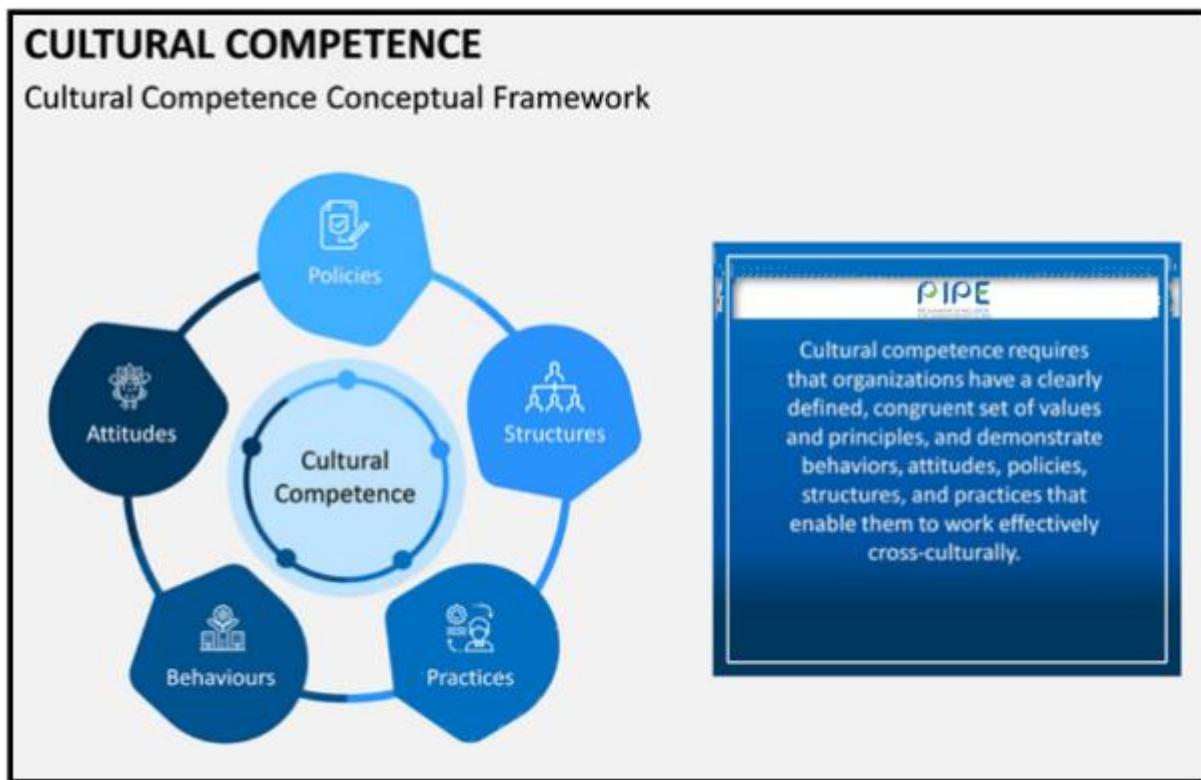 CULTURAL COMPETENCE
Cultural Competence Conceptual Framework
Policies
Attitudes
Structures
Cultural
Competence
Behaviours
Practices
PIPE
Cultural competence requires
that organizations have a clearly
defined, congruent set of values
and principles, and demonstrate
behaviors, attitudes, policies,
structures, and practices that
enable them to work effectively
cross-culturally.